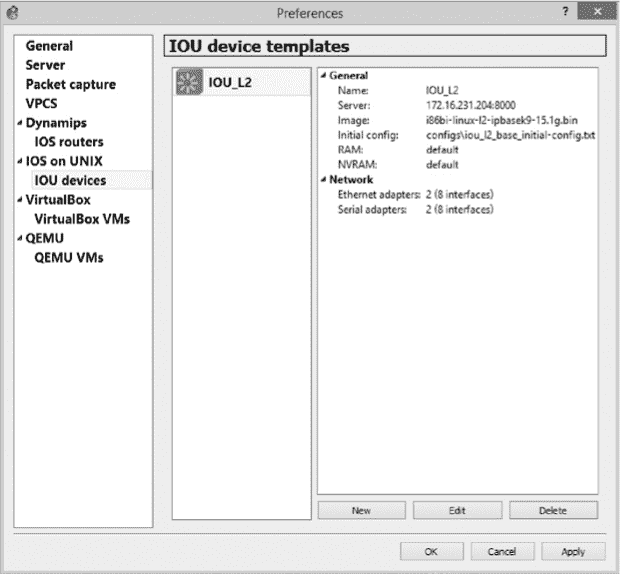 Preferences
?
x
General
Server
Packet capture
VPCS
Dynamips
IOS routers
IOS on UNIX
IOU devices
VirtualBox
VirtualBox VMs
QEMU
QEMU VMs
IOU device templates
IOU_L2
General
Name: IOU_L2
Server: 172.16.231.204:8000
Image: i86bi-linux-l2-ipbasek9-15.1g.bin
Initial config: configs\iou_l2_base_initial-config.txt
RAM: default
NVRAM: default
Network
Ethernet adapters: 2 (8 interfaces)
Serial adapters: 2 (8 interfaces)
New Edit Delete
OK Cancel Apply